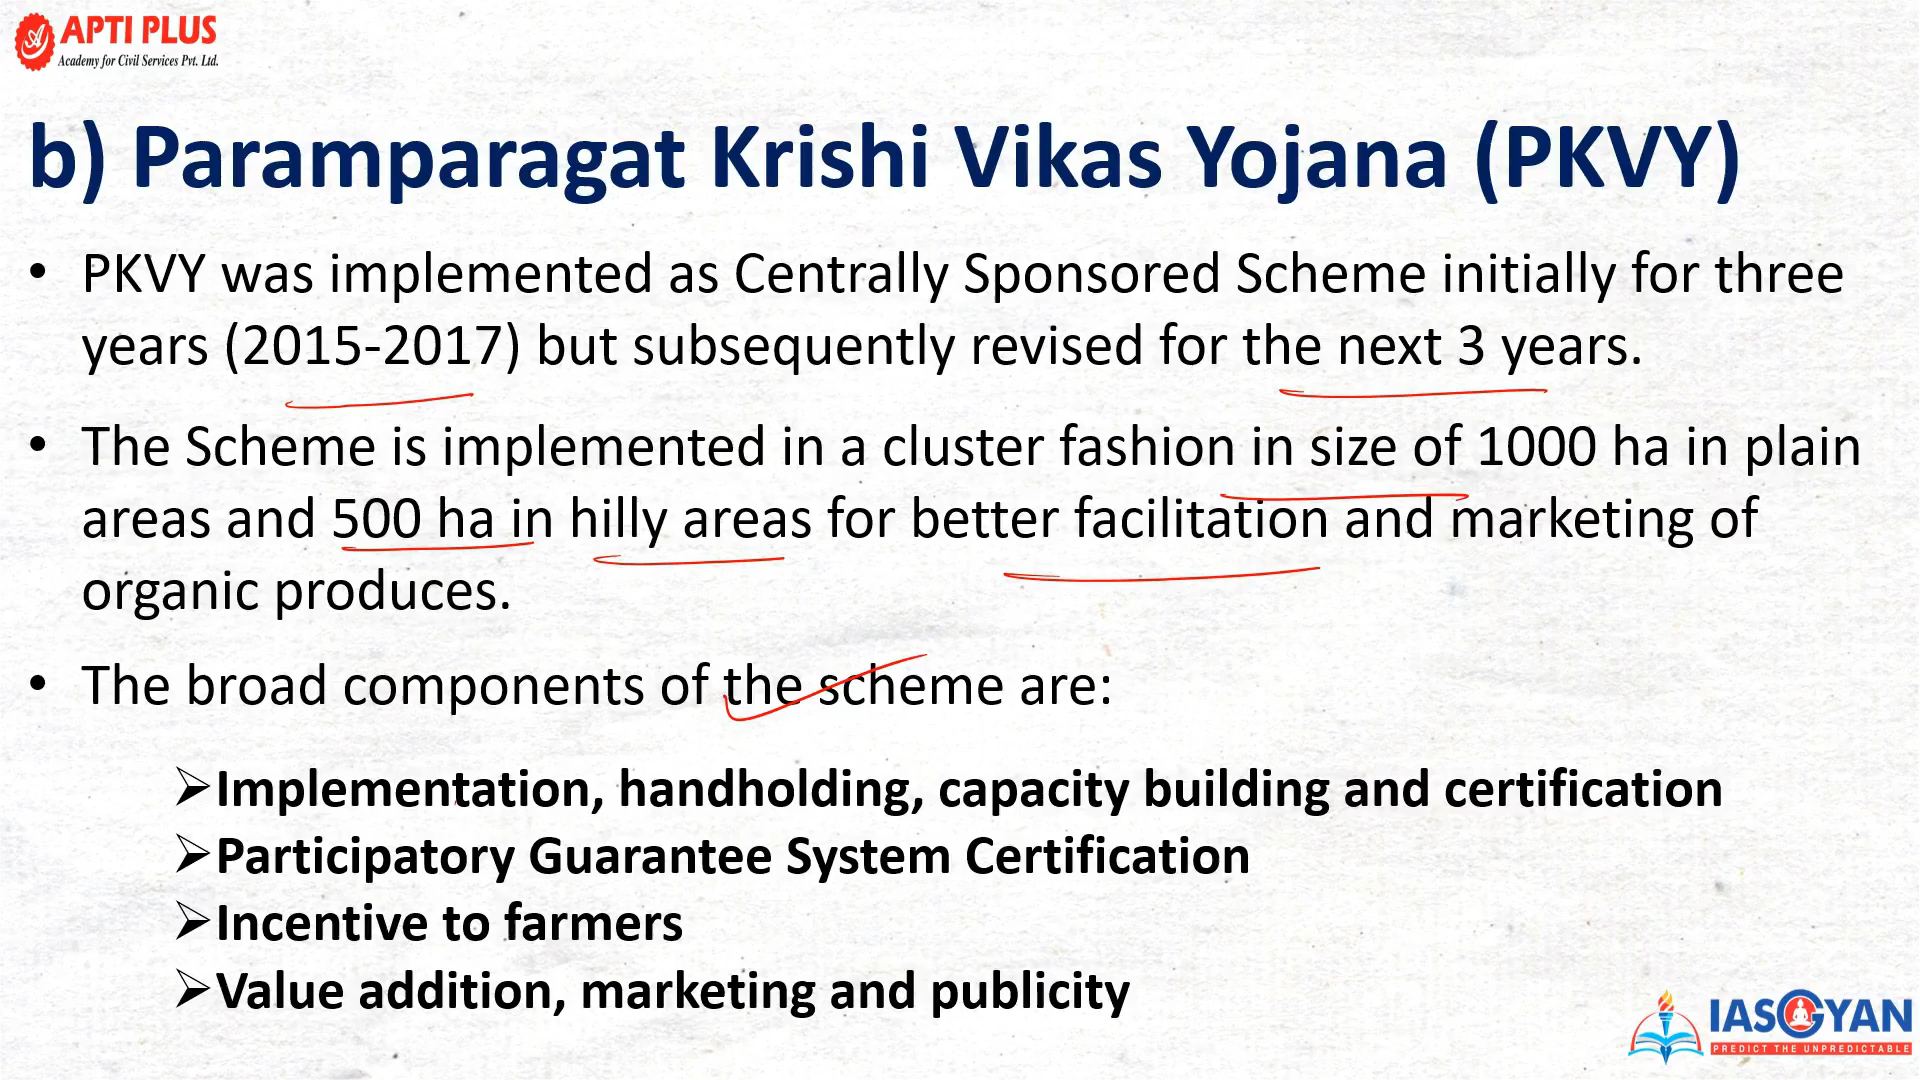 APTI PLUS
Academy for Civil Services Pvt. Ltd.
b) Paramparagat Krishi Vikas Yojana (PKVY)
• PKVY was implemented as Centrally Sponsored Scheme initially for three
years (2015-2017) but subsequently revised for the next 3 years.
• The Scheme is implemented in a cluster fashion in size of 1000 ha in plain
areas and 500 ha in hilly areas for better facilitation and marketing of
organic produces.
• The broad components of the scheme are:
➢Implementation, handholding, capacity building and certification
➢Participatory Guarantee System Certification
➢Incentive to farmers
➢Value addition, marketing and publicity
IASGYAN
PREDICT THE UNPREDICTABLE